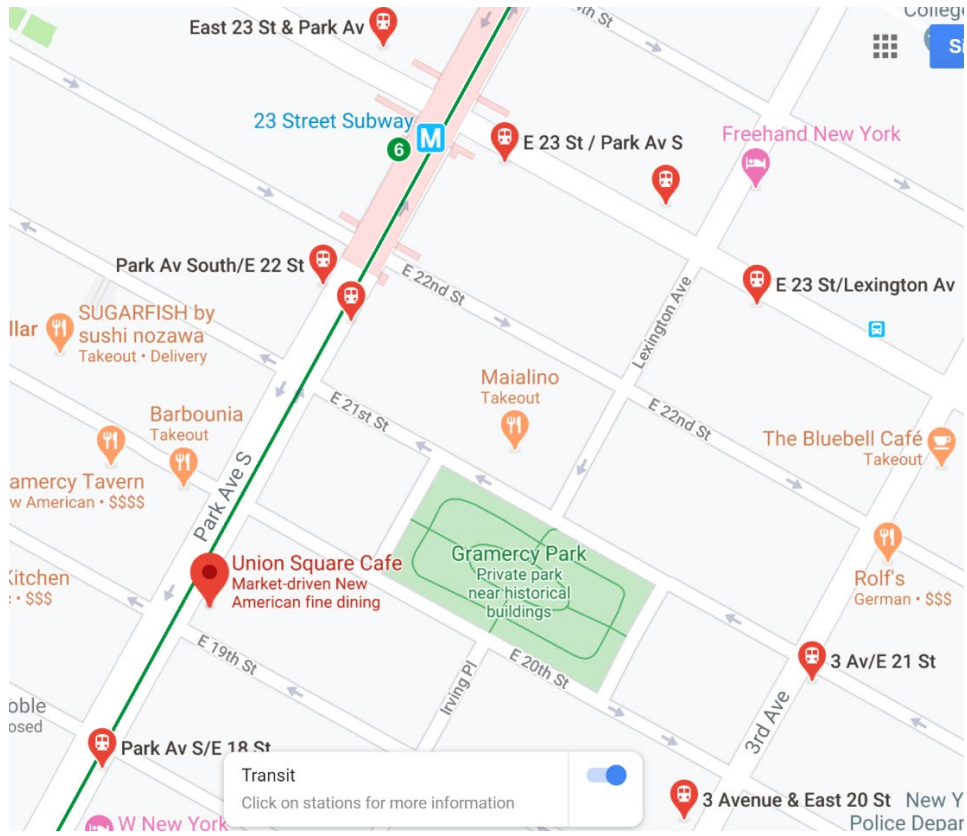 4th St
College
East 23 St & Park Av
Si
23 Street Subway
M
6
E 23 St / Park Av S
Freehand New York
Park Av South/E 22 St
E 22nd St
E 23 St/Lexington Av
Lexington Ave
llar
SUGARFISH by
sushi nozawa
Takeout • Delivery
Maialino
Takeout
E 21st St
E 22nd St
Barbounia
Takeout
The Bluebell Café
Takeout
amercy Tavern
w American • $$$$
Park Ave S
Gramercy Park
Private park
near historical
buildings
Union Square Cafe
Market-driven New
American fine dining
Kitchen
c • $$$
Rolf's
German • $$$
E 19th St
E 20th St
Irving Pl
3 Av/E 21 St
3rd Ave
oble
osed
Park Av S/E 18 St
Transit
Click on stations for more information
3 Avenue & East 20 St
New Y
Police Depar
W New York